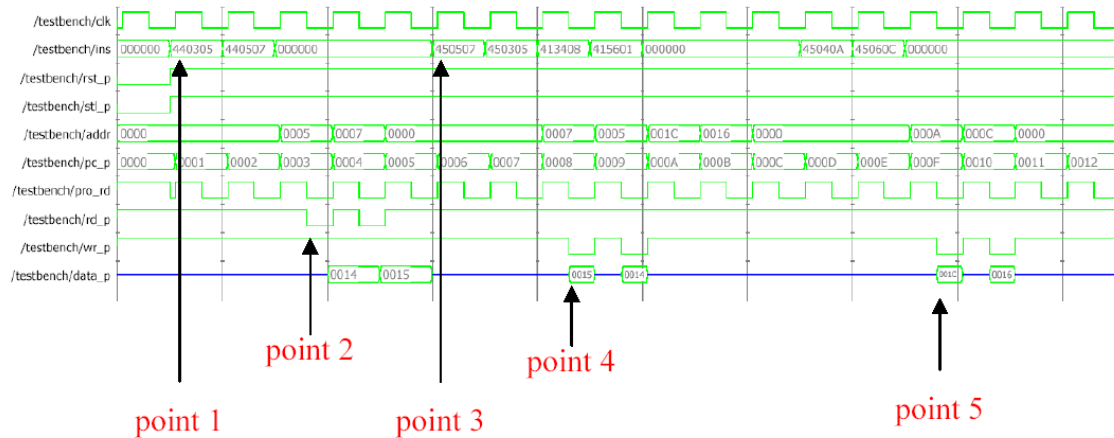 /testbench/clk
/testbench/ins 000000 440305 440507 000000 450507 450305 413408 415601 000000 45040A 45060C 000000
/testbench/rst_p
/testbench/stl_p
/testbench/addr 0000 0005 0007 0000 0007 0005 001C 0016 0000 000A 000C 0000
/testbench/pc_p 0000 0001 0002 0003 0004 0005 0006 0007 0008 0009 000A 000B 000C 000D 000E 000F 0010 0011 0012
/testbench/pro_rd
/testbench/rd_p
/testbench/wr_p
/testbench/data_p 0014 0015 0015 0014 001C 0016
point 2
point 4
point 1
point 3
point 5